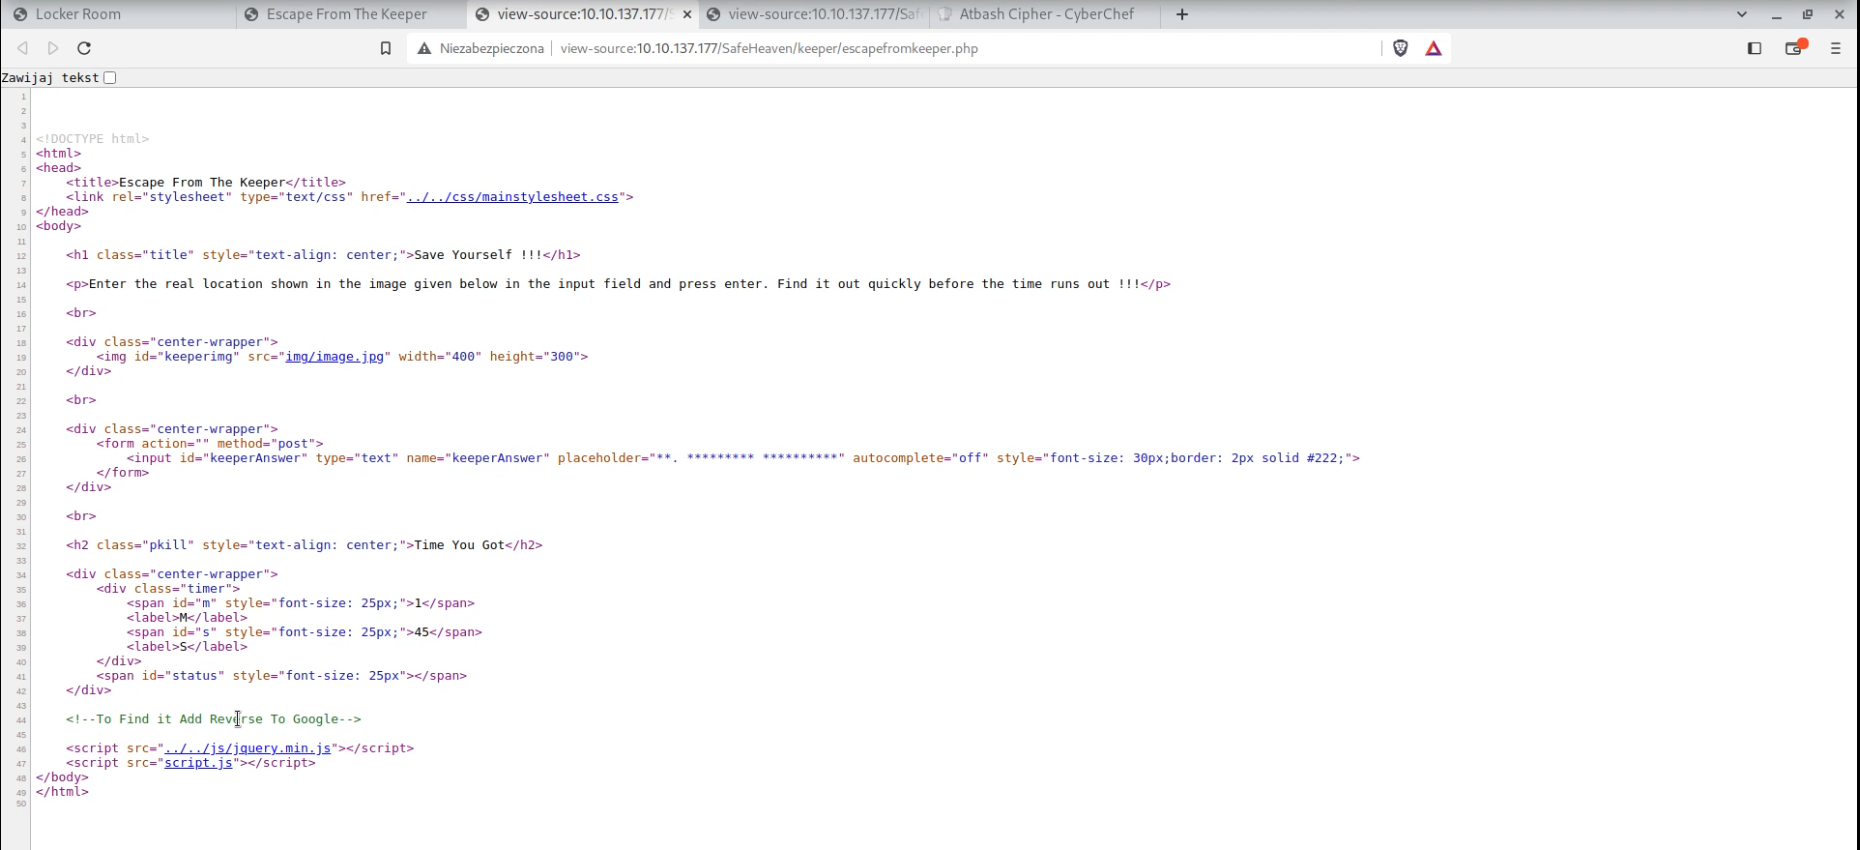 Locker Room
Escape From The Keeper
view-source:10.10.137.177/S
view-source:10.10.137.177/Saf
Atbash Cipher - CyberChef
Niezabezpieczona
view-source:10.10.137.177/SafeHeaven/keeper/escapefromkeeper.php
Zawijaj tekst
1
2
3
4 <!DOCTYPE html>
5 <html>
6 <head>
7 <title>Escape From The Keeper</title>
8 <link rel="stylesheet" type="text/css" href="../../css/mainstylesheet.css">
9 </head>
10 <body>
11
12 <h1 class="title" style="text-align: center;">Save Yourself !!!</h1>
13
14 <p>Enter the real location shown in the image given below in the input field and press enter. Find it out quickly before the time runs out !!!</p>
15
16 <br>
17
18 <div class="center-wrapper">
19 <img id="keeperimg" src="img/image.jpg" width="400" height="300">
20 </div>
21
22 <br>
23
24 <div class="center-wrapper">
25 <form action="" method="post">
26 <input id="keeperAnswer" type="text" name="keeperAnswer" placeholder="**. ********* **********" autocomplete="off" style="font-size: 30px;border: 2px solid #222;">
27 </form>
28 </div>
29
30 <br>
31
32 <h2 class="pkill" style="text-align: center;">Time You Got</h2>
33
34 <div class="center-wrapper">
35 <div class="timer">
36 <span id="m" style="font-size: 25px;">1</span>
37 <label>M</label>
38 <span id="s" style="font-size: 25px;">45</span>
39 <label>S</label>
40 </div>
41 <span id="status" style="font-size: 25px"></span>
42 </div>
43
44 <!--To Find it Add Reverse To Google-->
45
46 <script src="../../js/jquery.min.js"></script>
47 <script src="script.js"></script>
48 </body>
49 </html>
50